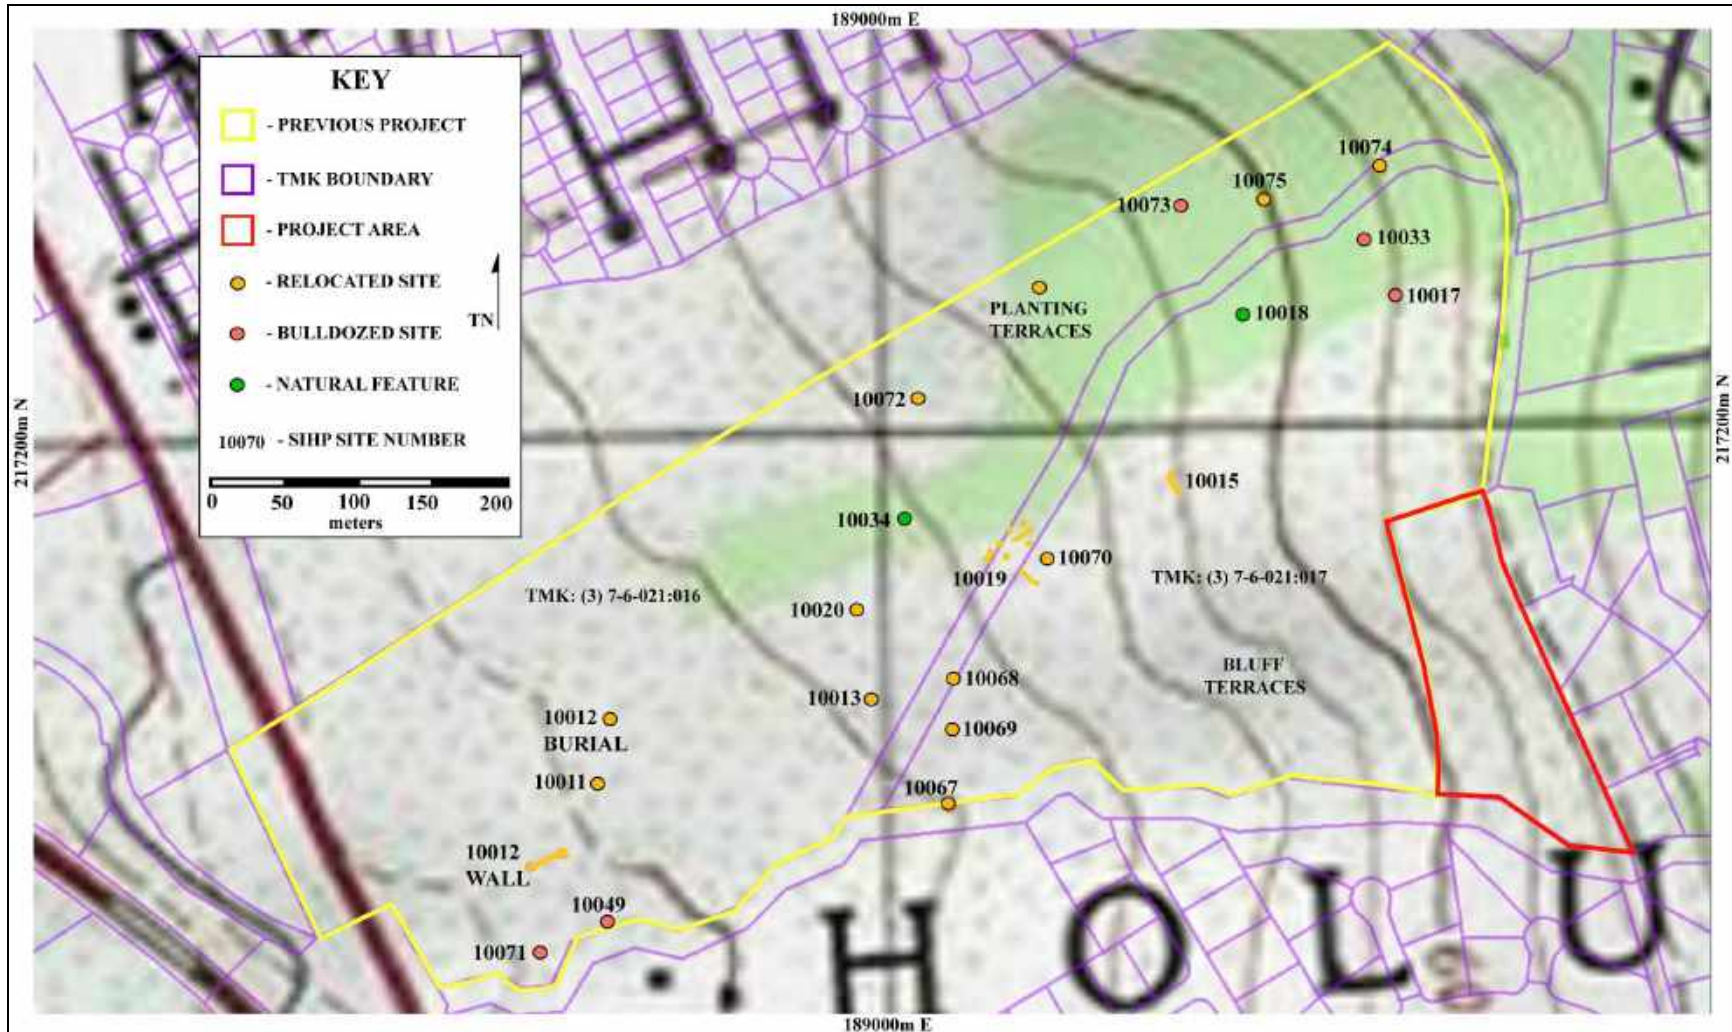 189000m E
KEY
- PREVIOUS PROJECT
- TMK BOUNDARY
- PROJECT AREA
- RELOCATED SITE
TN
- BULLDOZED SITE
- NATURAL FEATURE
10070 - SIHP SITE NUMBER
0 50 100 150 200
meters
217200m N
217200m N
10074
10075
10073
10033
10017
10018
PLANTING
TERRACES
10072
10015
10034
10019
10070
TMK: (3) 7-6-021:017
TMK: (3) 7-6-021:016
10020
10068
BLUFF
TERRACES
10013
10012
BURIAL
10069
10011
10067
10012
WALL
10049
10071
H O L U
189000m E